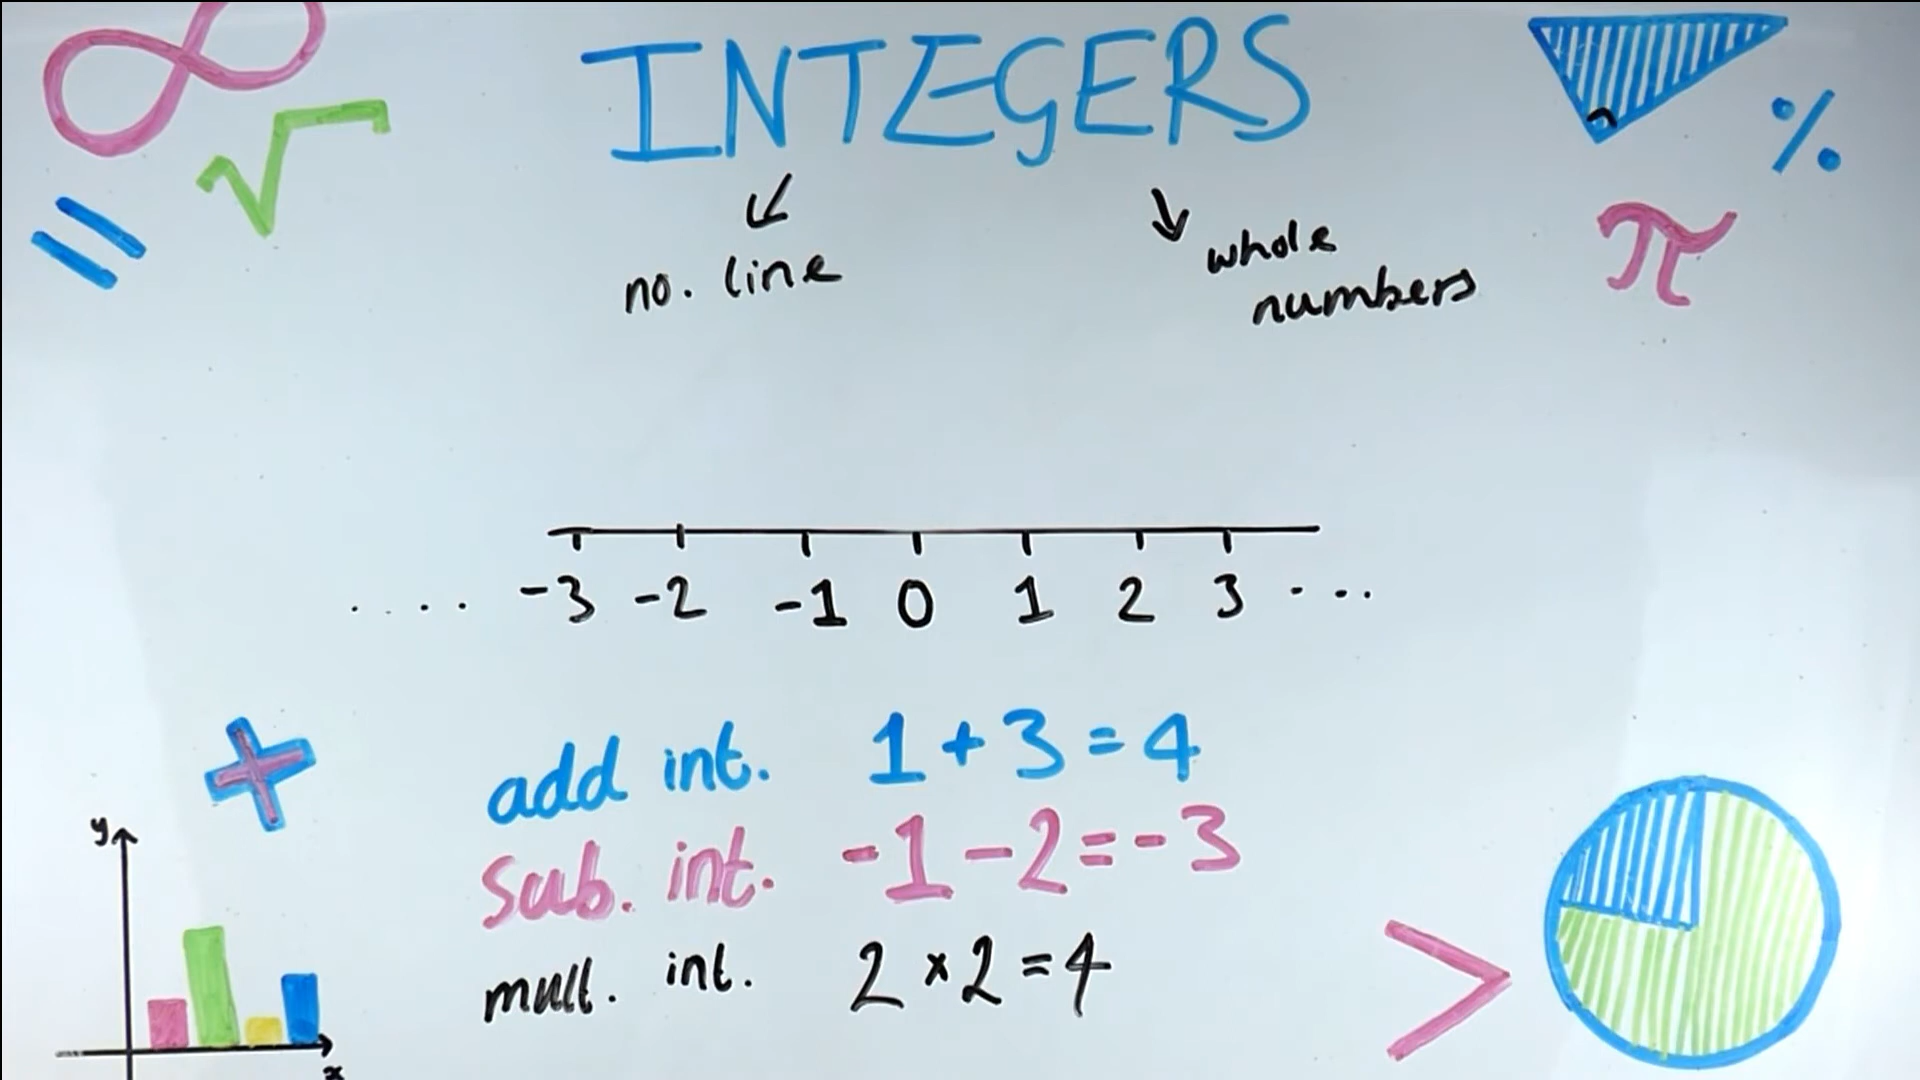 INTEGERS
no. line
whole
numbers
.... -3 -2 -1 0 1 2 3 ....
add int. 1 + 3 = 4
Sub. int. -1 - 2 = -3
mull. int. 2 × 2 = 4
%
π
=
√
∞
+
>
y
x